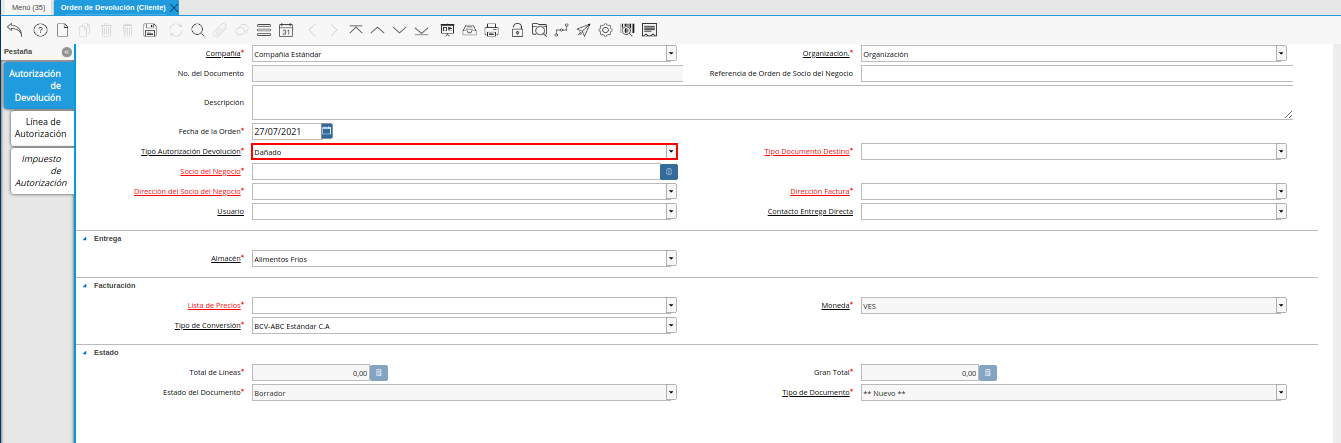 Menú (35) Orden de Devolución (Cliente)
31
Pestaña
Autorización de Devolución
Línea de Autorización
Impuesto de Autorización
Compañía* Compañia Estándar Organización.* Organización
No. del Documento Referencia de Orden de Socio del Negocio
Descripción
Fecha de la Orden* 27/07/2021
Tipo Autorización Devolución* Dañado Tipo Documento Destino*
Socio del Negocio*
Dirección del Socio del Negocio* Dirección Factura*
Usuario Contacto Entrega Directa
Entrega
Almacén* Alimentos Fríos
Facturación
Lista de Precios* Moneda* VES
Tipo de Conversión* BCV-ABC Estándar C.A
Estado
Total de Líneas* 0,00 Gran Total* 0,00
Estado del Documento* Borrador Tipo de Documento* ** Nuevo **